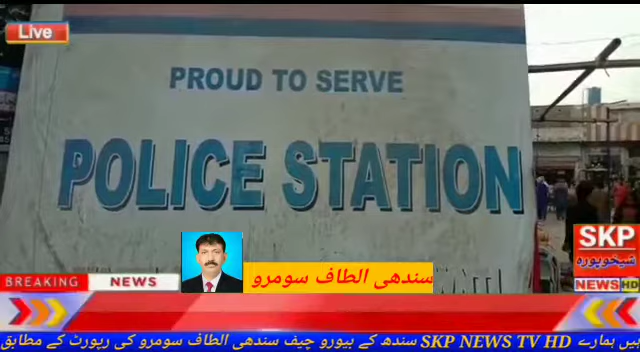 Live
PROUD TO SERVE
POLICE STATION
سندھی الطاف سومرو
SKP
شیخوپورہ
NEWS HD
BREAKING NEWS
ہیں ہمارے SKP NEWS TV HD سندھ کے بیورو چیف سندھی الطاف سومرو کی رپورٹ کے مطابق